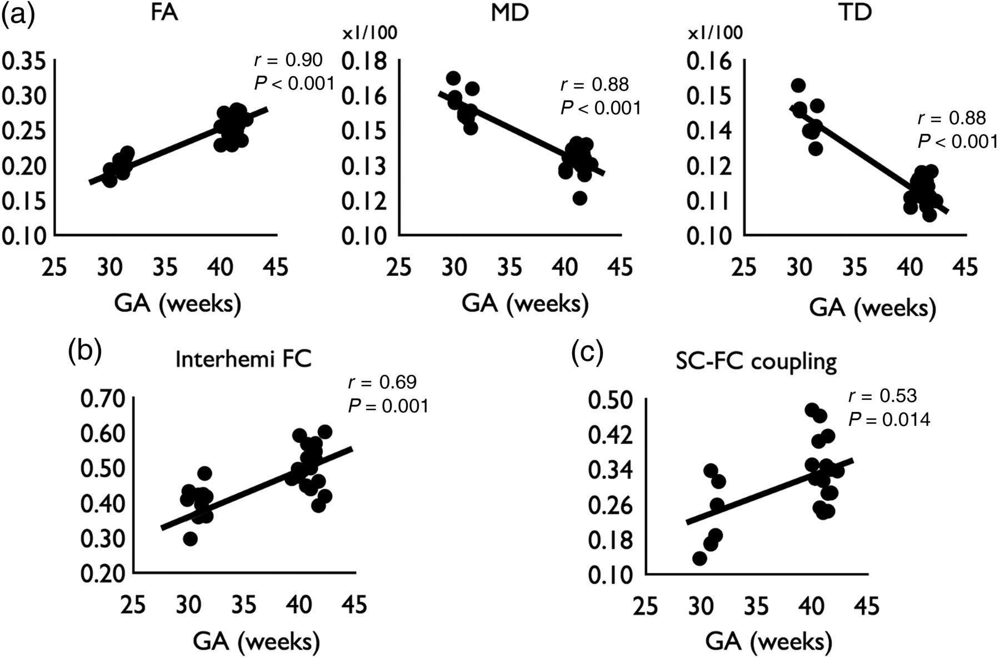 (a)
FA
0.35
0.30
0.25
0.20
0.15
0.10
r = 0.90
P < 0.001
25 30 35 40 45
GA (weeks)
MD
x1/100
0.18
0.16
0.15
0.13
0.12
0.10
r = 0.88
P < 0.001
25 30 35 40 45
GA (weeks)
TD
x1/100
0.16
0.15
0.14
0.12
0.11
0.10
r = 0.88
P < 0.001
25 30 35 40 45
GA (weeks)
(b)
Interhemi FC
r = 0.69
P = 0.001
0.70
0.60
0.50
0.40
0.30
0.20
25 30 35 40 45
GA (weeks)
(c)
SC-FC coupling
r = 0.53
P = 0.014
0.50
0.42
0.34
0.26
0.18
0.10
25 30 35 40 45
GA (weeks)